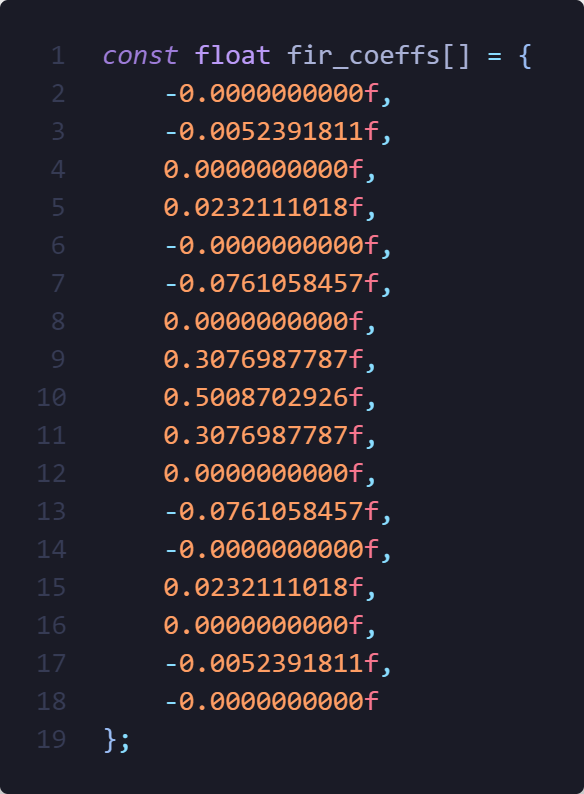 1 const float fir_coeffs[] = {
2 -0.0000000000f,
3 -0.0052391811f,
4 0.0000000000f,
5 0.0232111018f,
6 -0.0000000000f,
7 -0.0761058457f,
8 0.0000000000f,
9 0.3076987787f,
10 0.5008702926f,
11 0.3076987787f,
12 0.0000000000f,
13 -0.0761058457f,
14 -0.0000000000f,
15 0.0232111018f,
16 0.0000000000f,
17 -0.0052391811f,
18 -0.0000000000f
19 };